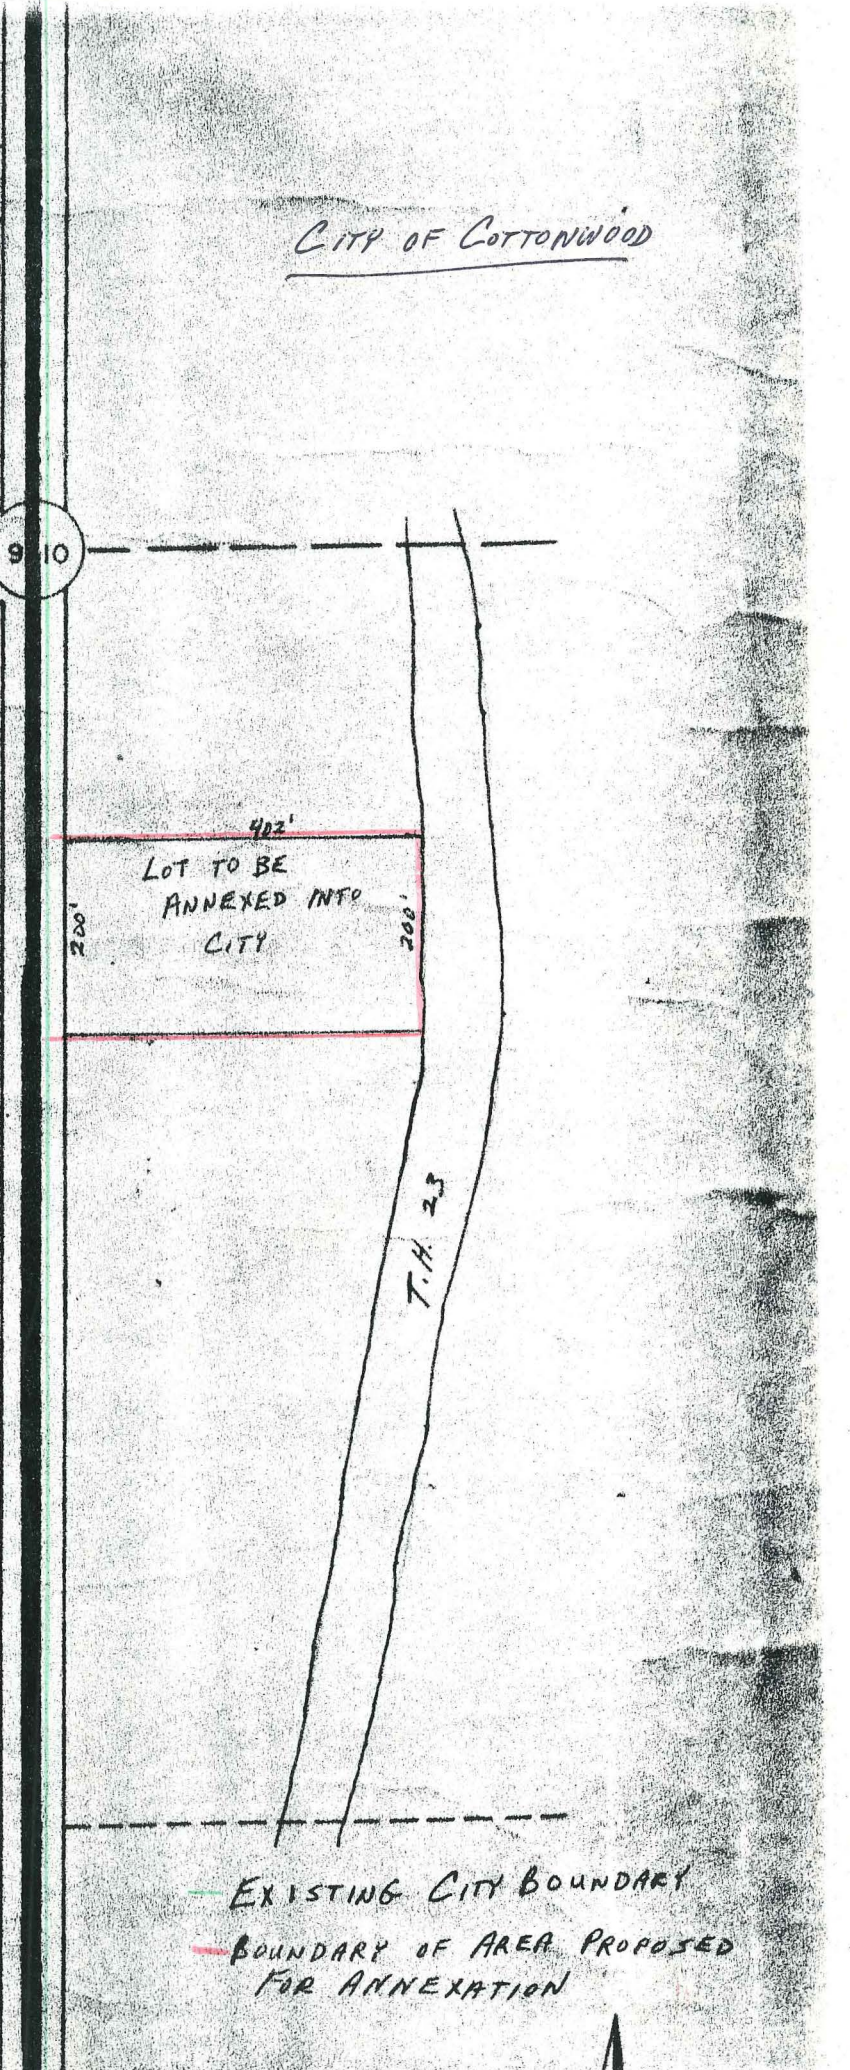 CITY OF COTTONWOOD
9 10
402'
LOT TO BE
ANNEXED INTO
CITY
200'
200'
T.H. 23
EXISTING CITY BOUNDARY
BOUNDARY OF AREA PROPOSED
FOR ANNEXATION